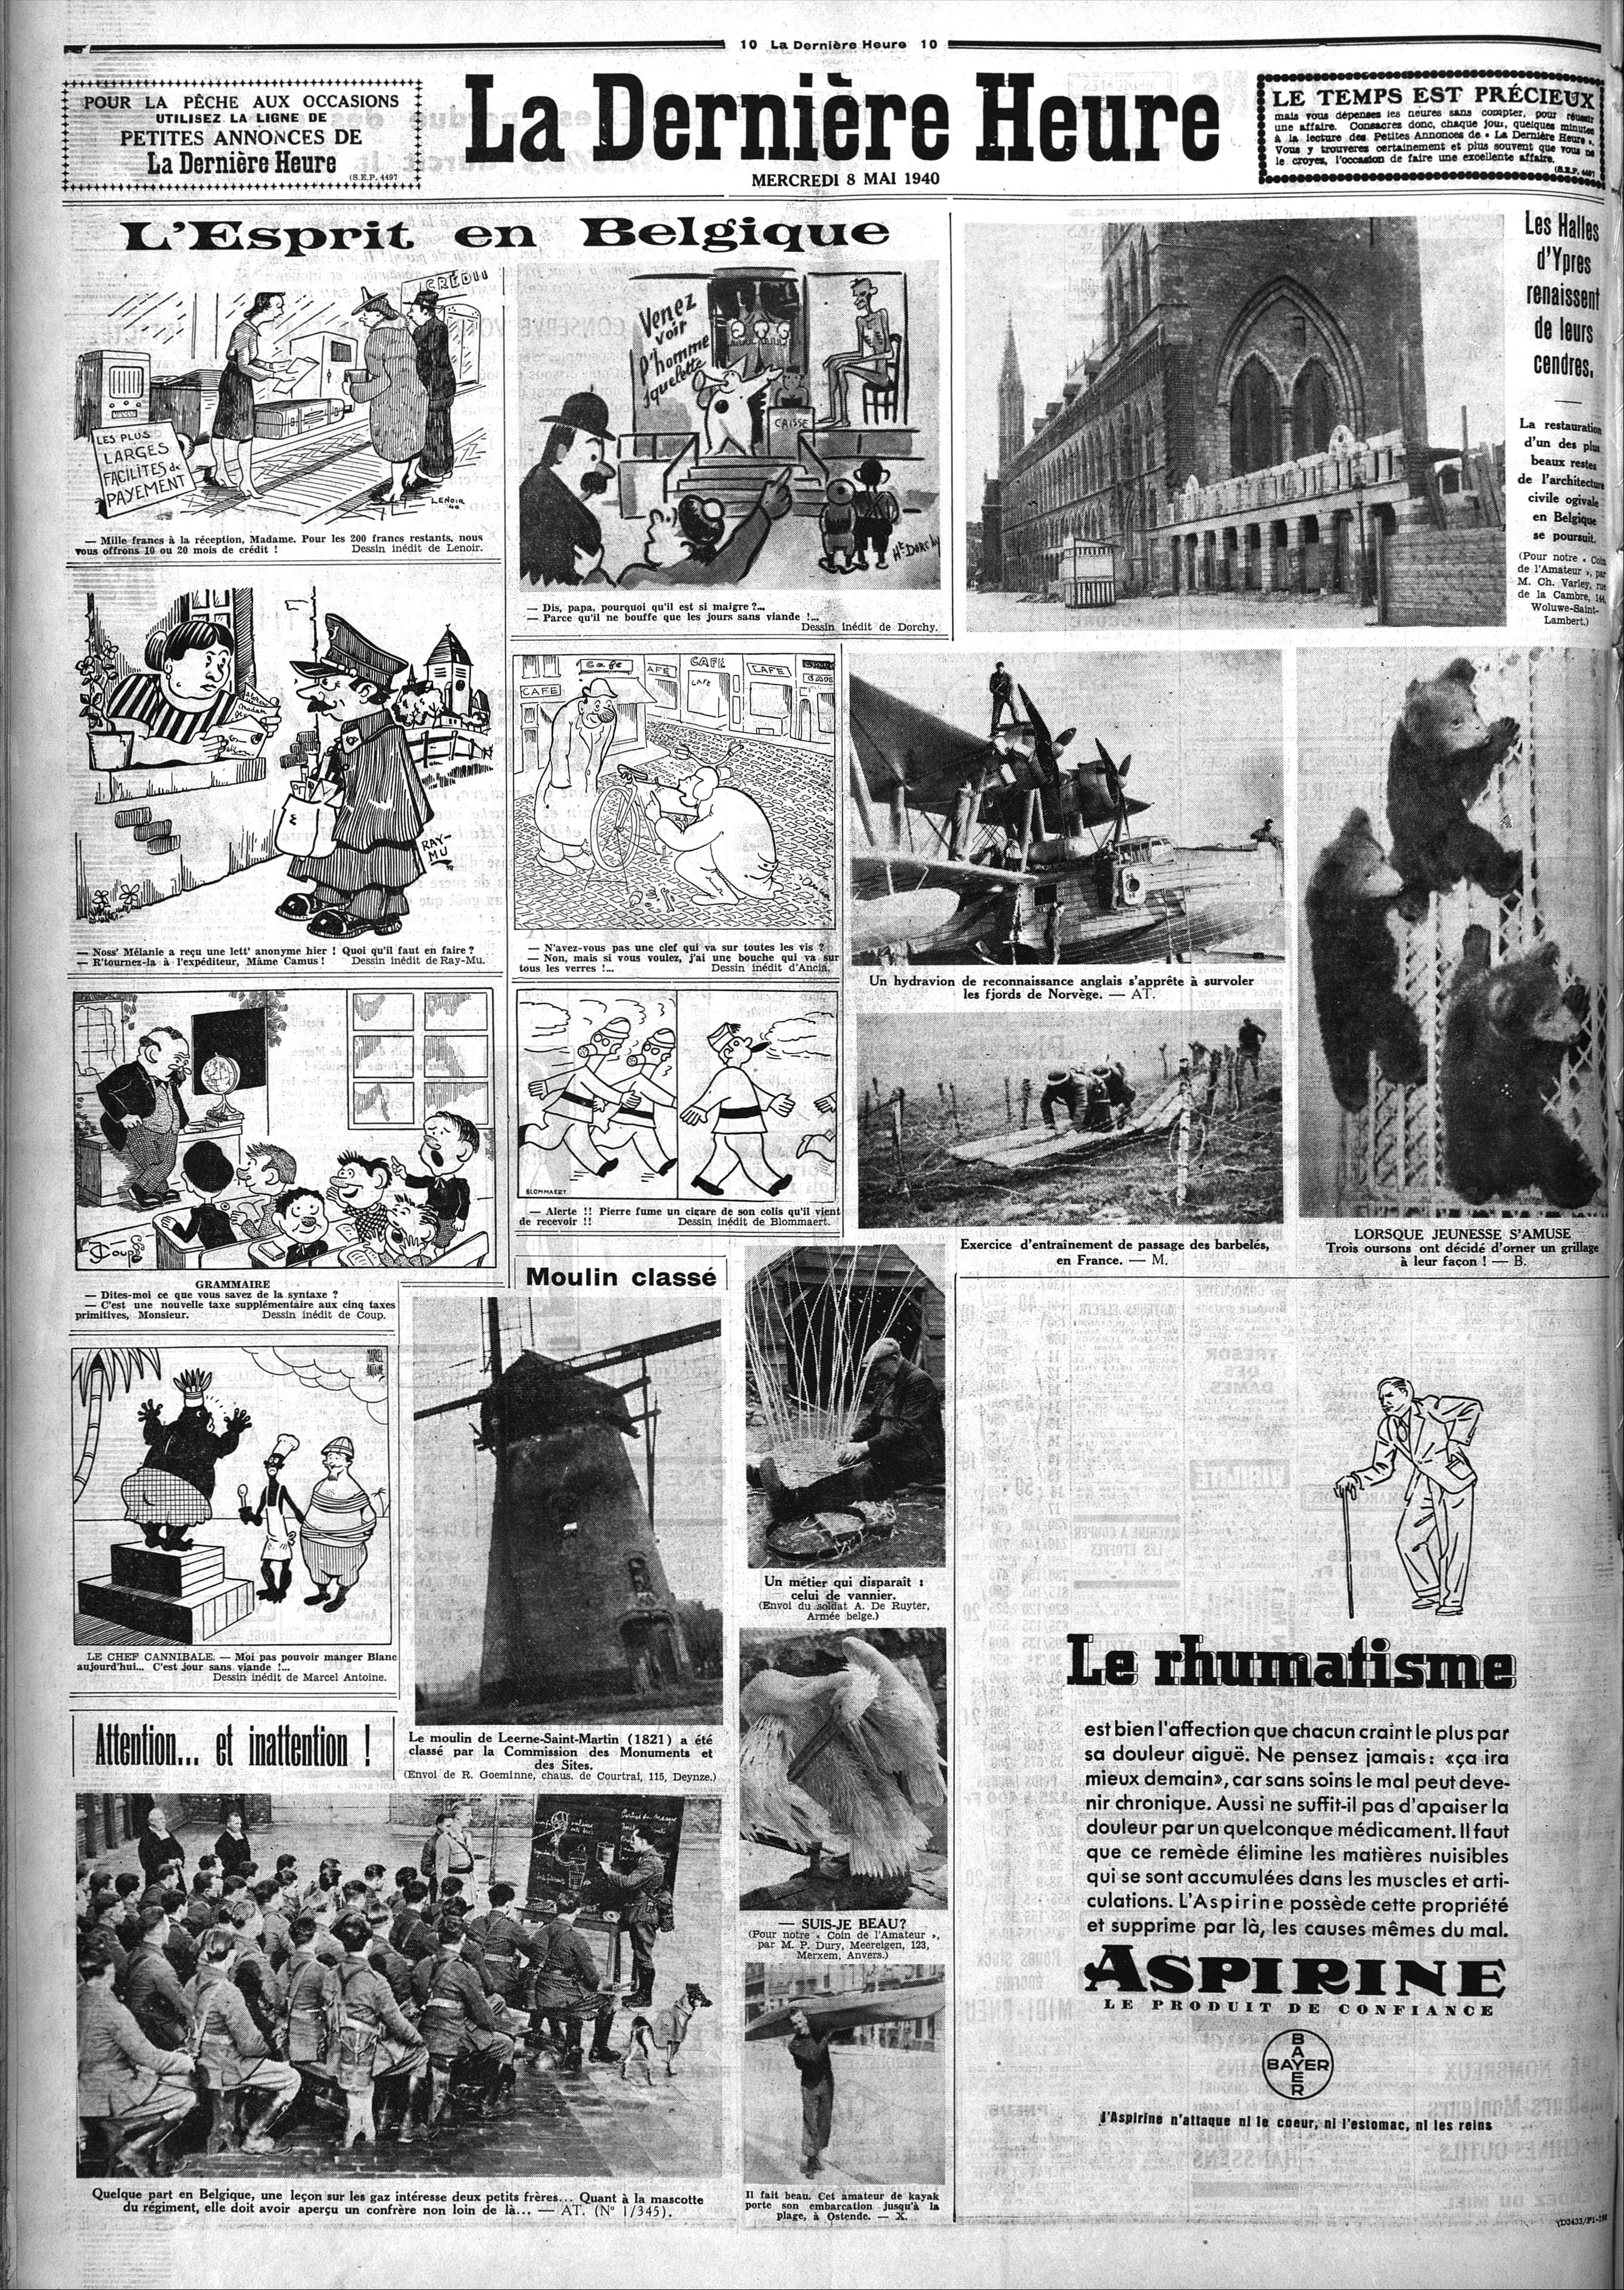 10 La Dernière Heure 10
POUR LA PÊCHE AUX OCCASIONS
UTILISEZ LA LIGNE DE
PETITES ANNONCES DE
La Dernière Heure
(S.E.P. 4497
La Dernière Heure
MERCREDI 8 MAI 1940
LE TEMPS EST PRÉCIEUX
mais vous dépenses les heures sans compter, pour réussir
une affaire. Consacres donc, chaque jour, quelques minutes
à la lecture des Petites Annonces de « La Dernière Heure ».
Vous y trouveres certainement et plus souvent que vous ne
le croyes, l'occasion de faire une excellente affaire.
(S.E.P. 4497
L'Esprit en Belgique
CRÉDIT
LES PLUS
LARGES
FACILITÉS de
PAYEMENT
LENOIR
40
— Mille francs à la réception, Madame. Pour les 200 francs restants, nous
vous offrons 10 ou 20 mois de crédit !
Dessin inédit de Lenoir.
Venez
voir
l'homme
squelette
CAISSE
Ht Dorchy
— Dis, papa, pourquoi qu'il est si maigre ?...
— Parce qu'il ne bouffe que les jours sans viande !...
Dessin inédit de Dorchy.
Les Halles
d'Ypres
renaissent
de leurs
cendres.
La restauration
d'un des plus
beaux restes
de l'architecture
civile ogivale
en Belgique
se poursuit.
(Pour notre « Coin
de l'Amateur », par
M. Ch. Varley, rue
de la Cambre, 144,
Woluwe-Saint-
Lambert.)
RAY-
MU
— Noss' Mélanie a reçu une lett' anonyme hier ! Quoi qu'il faut en faire ?
— R'tournez-la à l'expéditeur, Mâme Camus !
Dessin inédit de Ray-Mu.
CAFE
Cafe
AFÉ
CAFÉ
CAFE
CAFÉ
— N'avez-vous pas une clef qui va sur toutes les vis ?
— Non, mais si vous voulez, j'ai une bouche qui va sur
tous les verres !...
Dessin inédit d'Ancia.
Un hydravion de reconnaissance anglais s'apprête à survoler
les fjords de Norvège. — AT.
Exercice d'entraînement de passage des barbelés,
en France. — M.
LORSQUE JEUNESSE S'AMUSE
Trois oursons ont décidé d'orner un grillage
à leur façon ! — B.
JCoup
GRAMMAIRE
— Dites-moi ce que vous savez de la syntaxe ?
— C'est une nouvelle taxe supplémentaire aux cinq taxes
primitives, Monsieur.
Dessin inédit de Coup.
BLOMMAERT
— Alerte !! Pierre fume un cigare de son colis qu'il vient
de recevoir !!
Dessin inédit de Blommaert.
MARCEL
ANTOINE
LE CHEF CANNIBALE. — Moi pas pouvoir manger Blanc
aujourd'hui... C'est jour sans viande !...
Dessin inédit de Marcel Antoine.
Moulin classé
Le moulin de Leerne-Saint-Martin (1821) a été
classé par la Commission des Monuments et
des Sites.
(Envoi de R. Goeminne, chaus. de Courtrai, 115, Deynze.)
Un métier qui disparaît :
celui de vannier.
(Envoi du soldat A. De Ruyter,
Armée belge.)
— SUIS-JE BEAU?
(Pour notre « Coin de l'Amateur »,
par M. P. Dury, Meerelgen, 123,
Merxem, Anvers.)
Il fait beau. Cet amateur de kayak
porte son embarcation jusqu'à la
plage, à Ostende. — X.
Attention... et inattention !
Quelque part en Belgique, une leçon sur les gaz intéresse deux petits frères... Quant à la mascotte
du régiment, elle doit avoir aperçu un confrère non loin de là... — AT. (N° 1/345).
Le rhumatisme
est bien l'affection que chacun craint le plus par
sa douleur aiguë. Ne pensez jamais: «ça ira
mieux demain», car sans soins le mal peut deve-
nir chronique. Aussi ne suffit-il pas d'apaiser la
douleur par un quelconque médicament. Il faut
que ce remède élimine les matières nuisibles
qui se sont accumulées dans les muscles et arti-
culations. L'Aspirine possède cette propriété
et supprime par là, les causes mêmes du mal.
ASPIRINE
LE PRODUIT DE CONFIANCE
BAYER
BAYER
l'Aspirine n'attaque ni le coeur, ni l'estomac, ni les reins